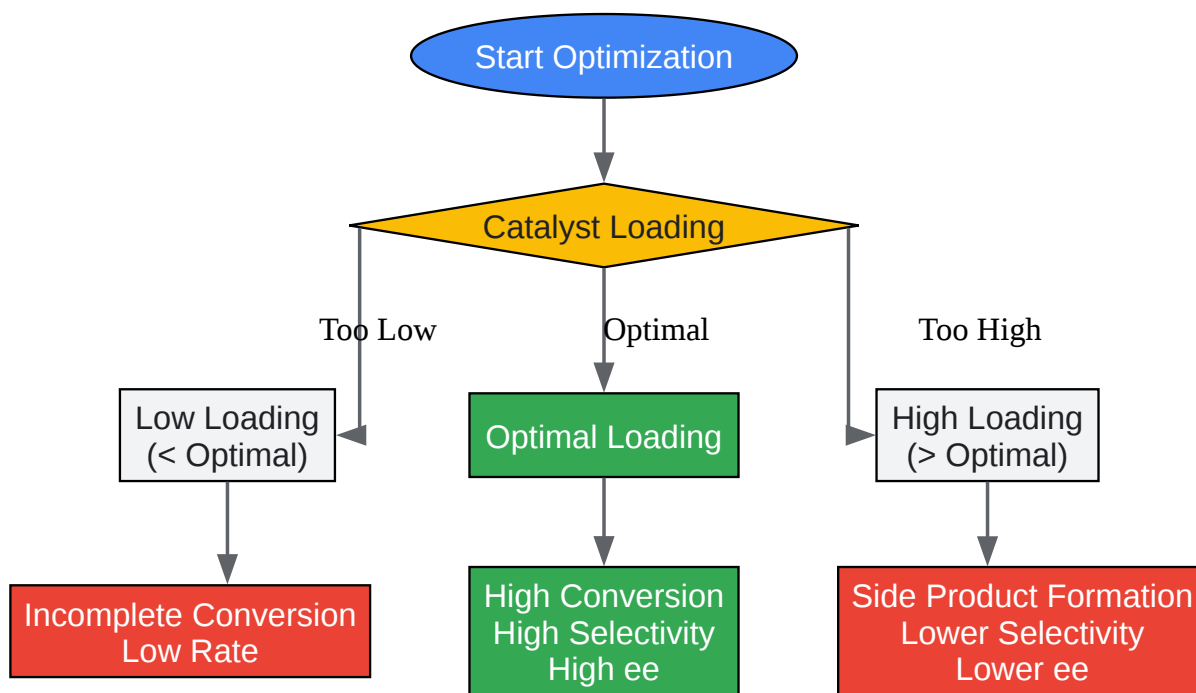 Start Optimization
Catalyst Loading
Too Low
Optimal
Too High
Low Loading
(< Optimal)
Optimal Loading
High Loading
(> Optimal)
Incomplete Conversion
Low Rate
High Conversion
High Selectivity
High ee
Side Product Formation
Lower Selectivity
Lower ee